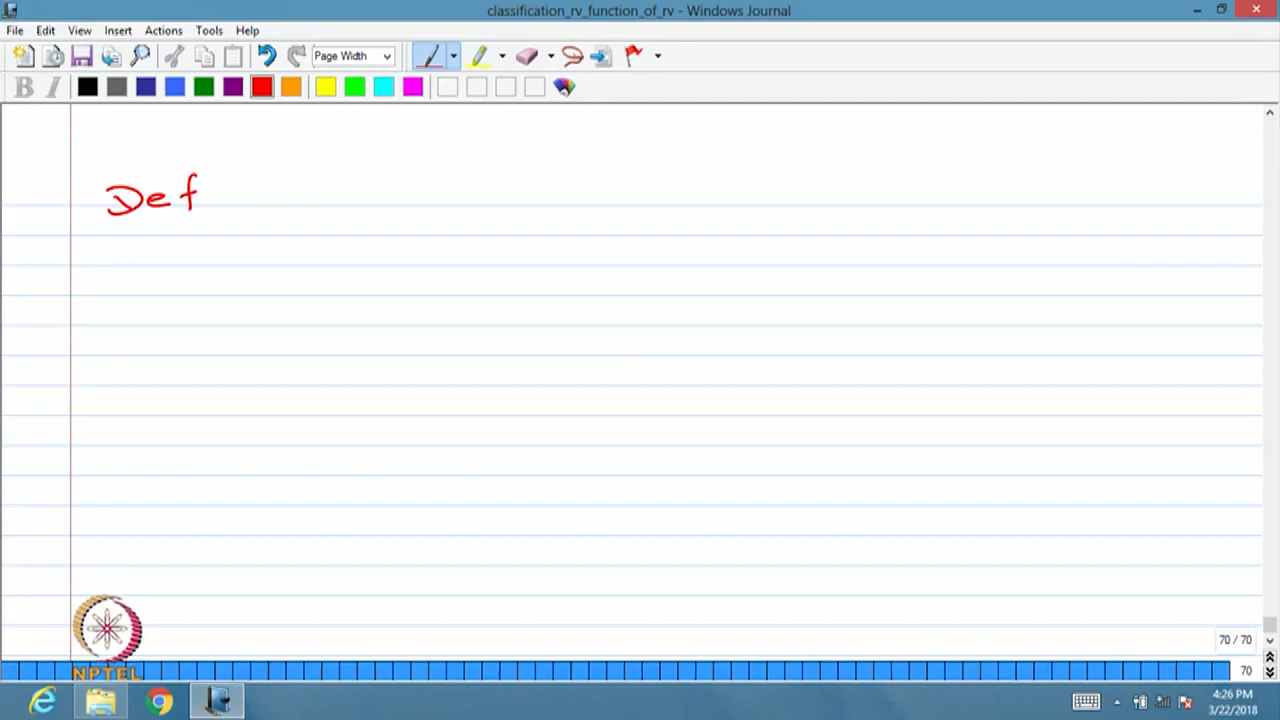 classification_rv_function_of_rv - Windows Journal
File Edit View Insert Actions Tools Help
Page Width
B I
Def
70 / 70
70
NPTEL
4:26 PM
3/22/2018